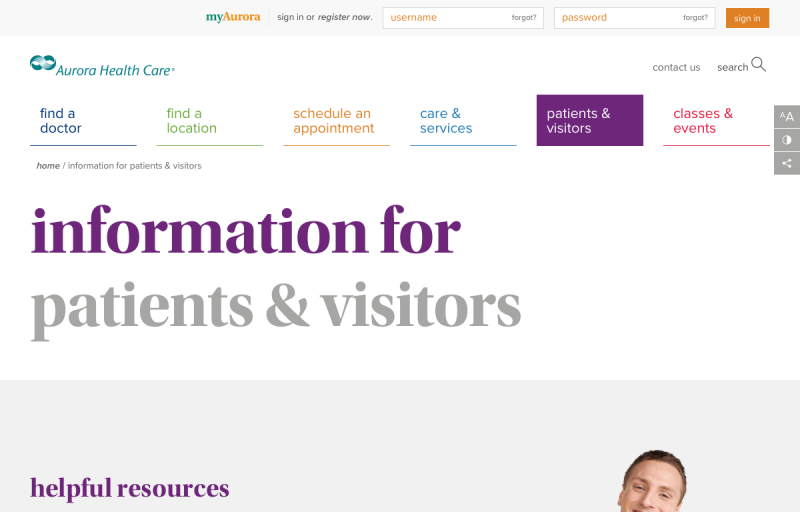 myAurora sign in or register now. username forgot? password forgot? sign in
Aurora Health Care®
contact us search
find a doctor
find a location
schedule an appointment
care & services
patients & visitors
classes & events
AA
home / information for patients & visitors
information for
patients & visitors
helpful resources